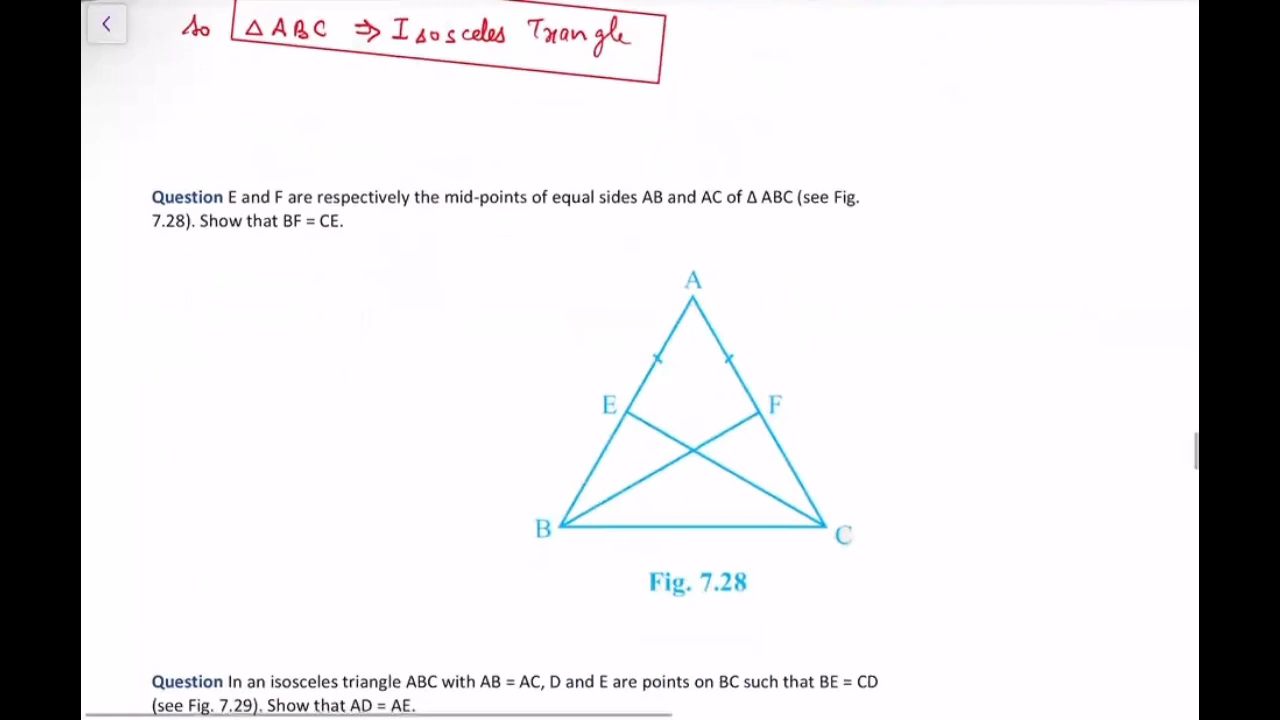 So △ ABC ⇒ Isosceles Triangle
Question E and F are respectively the mid-points of equal sides AB and AC of Δ ABC (see Fig.
7.28). Show that BF = CE.
A
E
F
B
C
Fig. 7.28
Question In an isosceles triangle ABC with AB = AC, D and E are points on BC such that BE = CD
(see Fig. 7.29). Show that AD = AE.